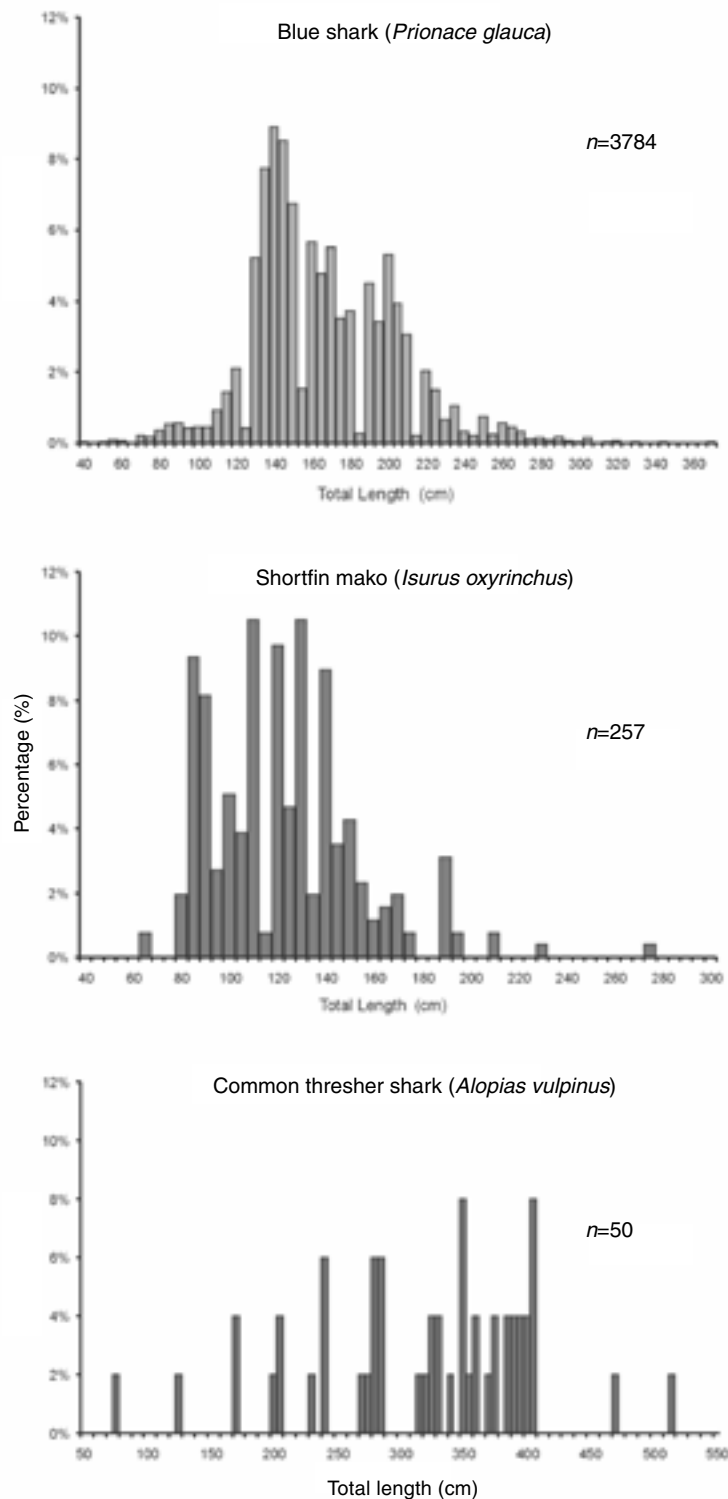 12%
Blue shark (Prionace glauca)
10%
n=3784
8%
6%
4%
2%
0%
40 60 80 100 120 140 160 180 200 220 240 260 280 300 320 340 360
Total Length (cm)
12%
Shortfin mako (Isurus oxyrinchus)
10%
n=257
8%
Percentage (%)
6%
4%
2%
0%
40 60 80 100 120 140 160 180 200 220 240 260 280 300
Total Length (cm)
12%
Common thresher shark (Alopias vulpinus)
10%
8%
n=50
6%
4%
2%
0%
50 100 150 200 250 300 350 400 450 500 550
Total length (cm)